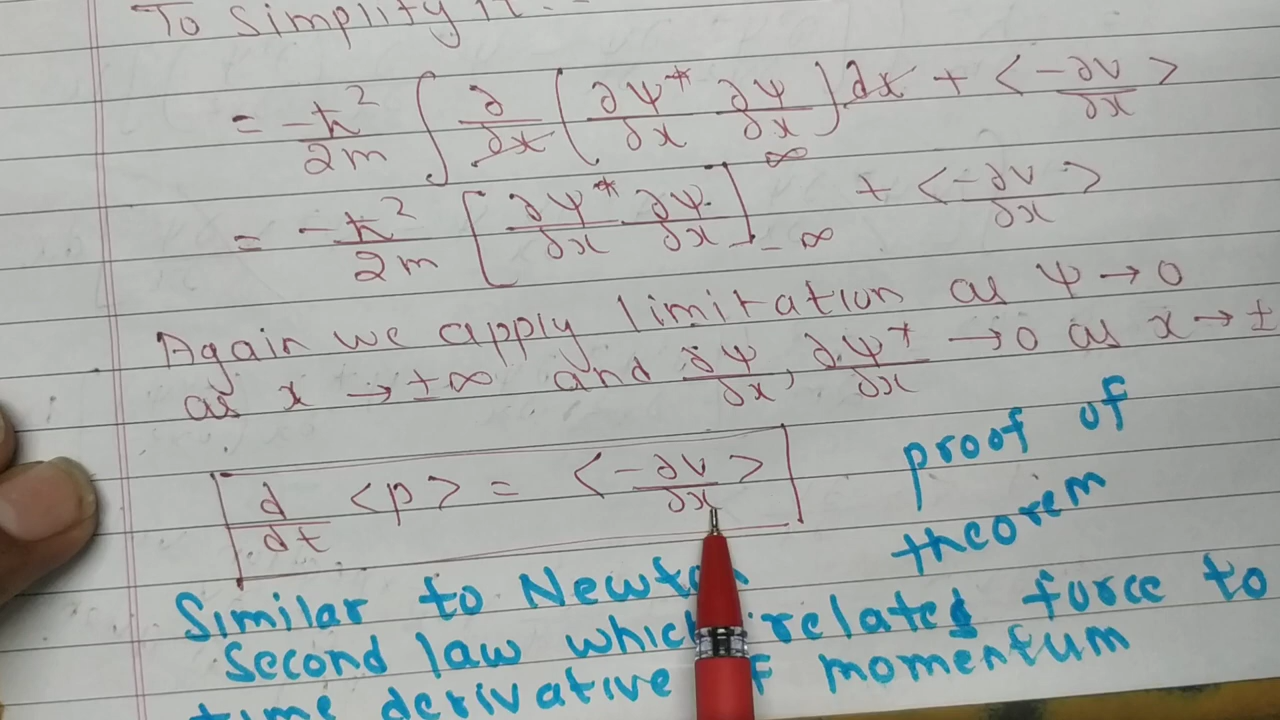 To simplify it.
= -ħ²/2m ∫ ∂/∂x (∂ψ*/∂x ∂ψ/∂x) dx + <-∂V/∂x>
= -ħ²/2m [∂ψ*/∂x ∂ψ/∂x]_{-∞}^{∞} + <-∂V/∂x>
Again we apply limitation as ψ → 0
as x → ±∞ and ∂ψ/∂x, ∂ψ*/∂x → 0 as x → ±
d/dt <p> = <-∂V/∂x>
proof of
theorem
Similar to Newton
Second law which related force to
time derivative of momentum